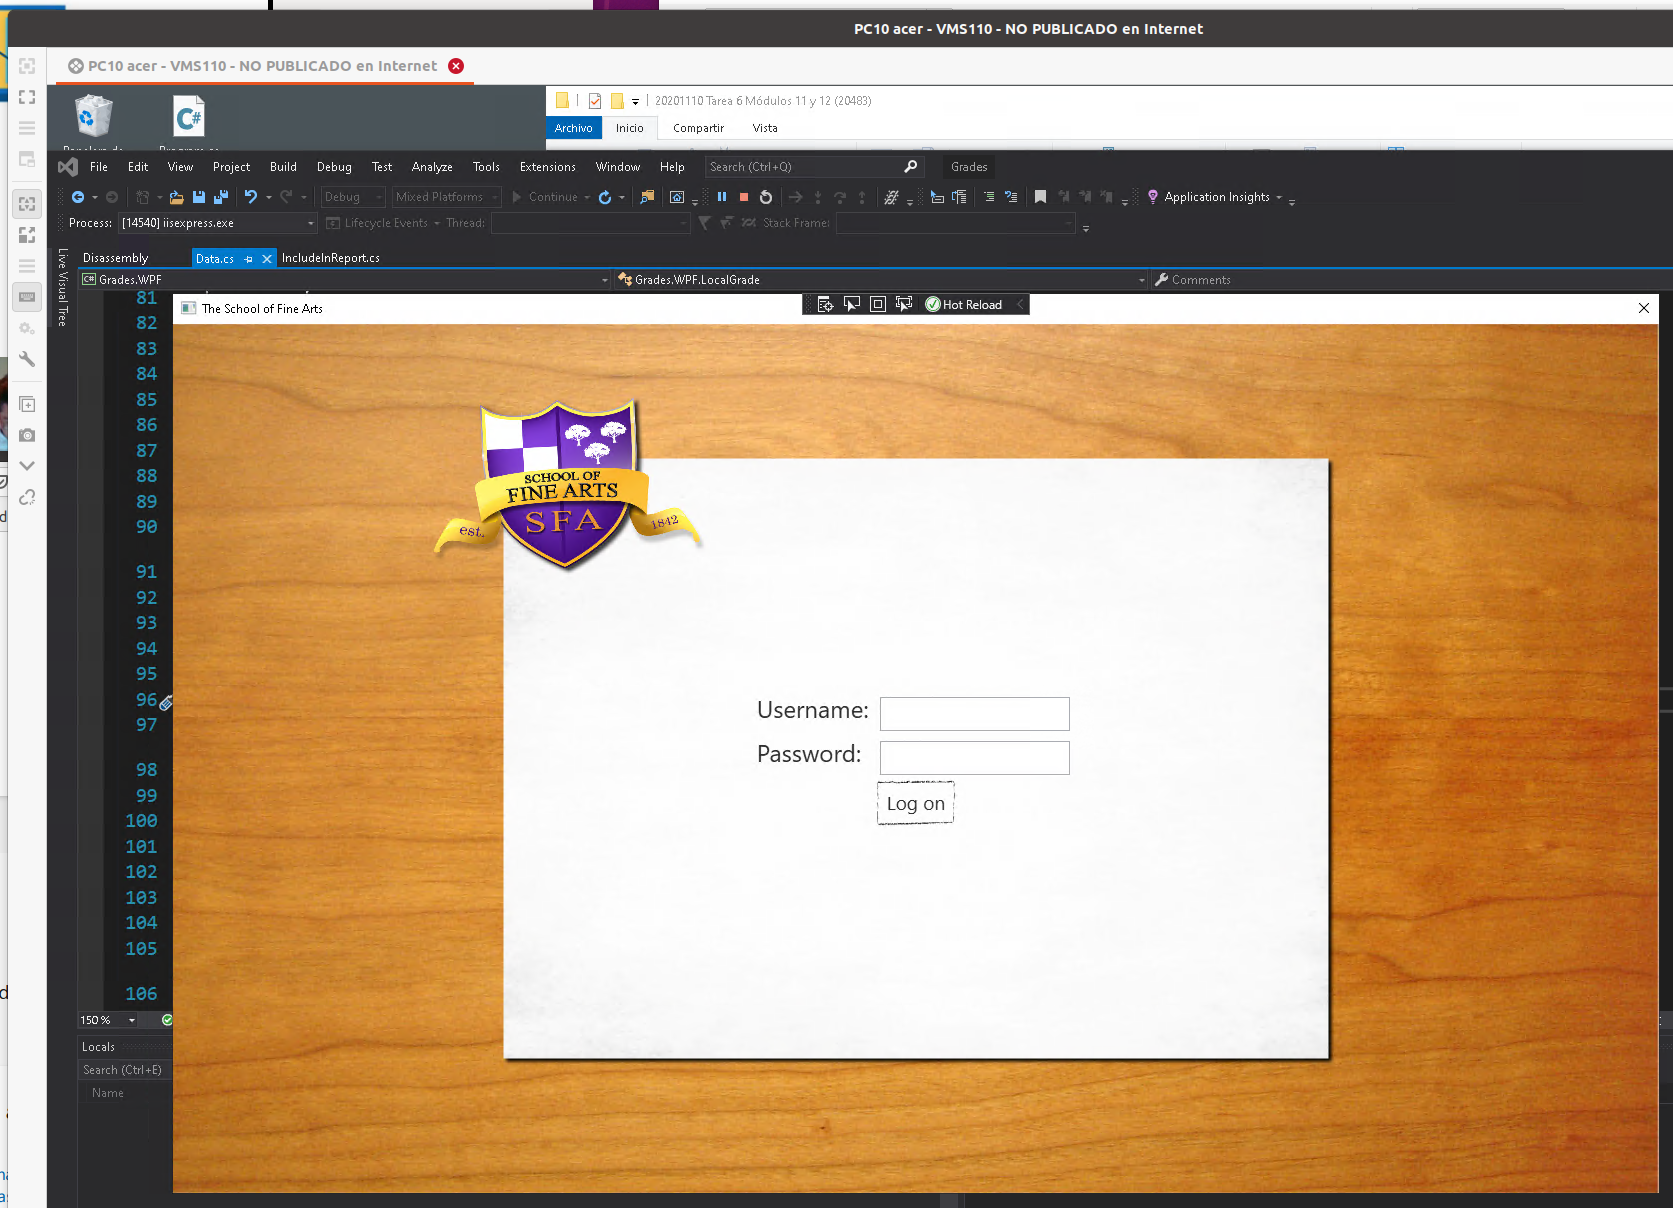 PC10 acer - VMS110 - NO PUBLICADO en Internet
PC10 acer - VMS110 - NO PUBLICADO en Internet
20201110 Tarea 6 Módulos 11 y 12 (20483)
Archivo Inicio Compartir Vista
File Edit View Project Build Debug Test Analyze Tools Extensions Window Help Search (Ctrl+Q) Grades
Debug Mixed Platforms Continue Application Insights
Process: [14540] iisexpress.exe Lifecycle Events Thread: Stack Frame:
Live Visual Tree
Disassembly Data.cs IncludeInReport.cs
C# Grades.WPF Grades.WPF.LocalGrade Comments
81
The School of Fine Arts Hot Reload
82
83
84
85
86
87
88
89
90
91
92
93
94
95
96
97
98
99
100
101
102
103
104
105
106
SCHOOL OF
FINE ARTS
SFA
est. 1842
Username:
Password:
Log on
150 %
Locals
Search (Ctrl+E)
Name